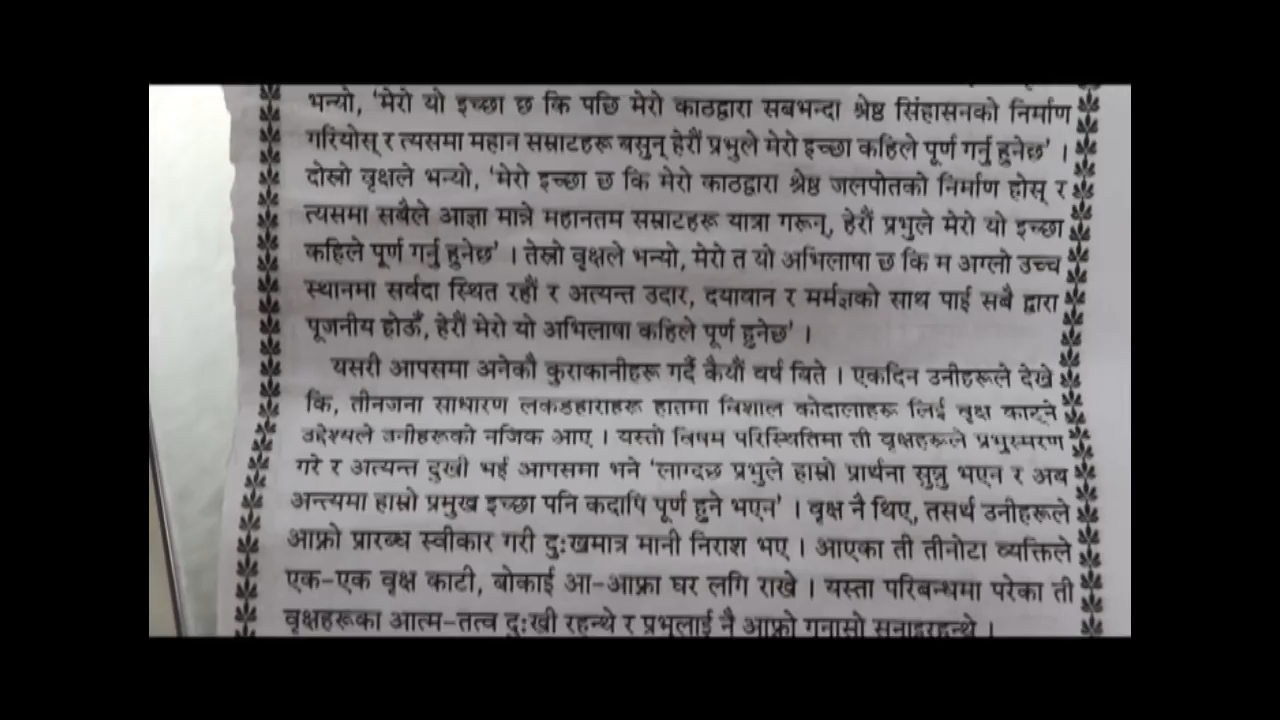 भन्यो, 'मेरो यो इच्छा छ कि पछि मेरो काठद्वारा सबभन्दा श्रेष्ठ सिंहासनको निर्माण
गरियोस् र त्यसमा महान सम्राटहरू बसुन् हेरौं प्रभुले मेरो इच्छा कहिले पूर्ण गर्नु हुनेछ' ।
दोस्रो वृक्षले भन्यो, 'मेरो इच्छा छ कि मेरो काठद्वारा श्रेष्ठ जलपोतको निर्माण होस् र
त्यसमा सबैले आज्ञा मान्ने महानतम सम्राटहरू यात्रा गरून्, हेरौं प्रभुले मेरो यो इच्छा
कहिले पूर्ण गर्नु हुनेछ' । तेस्रो वृक्षले भन्यो, मेरो त यो अभिलाषा छ कि म अग्लो उच्च
स्थानमा सर्वदा स्थित रहौं र अत्यन्त उदार, दयावान र मर्मज्ञको साथ पाई सबै द्वारा
पूजनीय होऊँ, हेरौं मेरो यो अभिलाषा कहिले पूर्ण हुनेछ' ।
यसरी आपसमा अनेकौ कुराकानीहरू गर्दै कैयौं वर्ष बिते । एकदिन उनीहरूले देखे
कि, तीनजना साधारण लकडहाराहरू हातमा विशाल कोदालाहरू लिई वृक्ष काट्ने
उद्देश्यले उनीहरूको नजिक आए । यस्तो विषम परिस्थितिमा ती वृक्षहरूले प्रभुस्मरण
गरे र अत्यन्त दुखी भई आपसमा भने 'लाग्दछ प्रभुले हाम्रो प्रार्थना सुन्नु भएन र अब
अन्त्यमा हाम्रो प्रमुख इच्छा पनि कदापि पूर्ण हुने भएन' । वृक्ष नै थिए, तसर्थ उनीहरूले
आफ्नो प्रारब्ध स्वीकार गरी दुःखमात्र मानी निराश भए । आएका ती तीनोटा व्यक्तिले
एक-एक वृक्ष काटी, बोकाई आ-आफ्ना घर लगि राखे । यस्ता परिबन्धमा परेका ती
वृक्षहरूका आत्म-तत्व दुःखी रहन्थे र प्रभुलाई नै आफ्नो गुनासो सुनाइरहन्थे ।